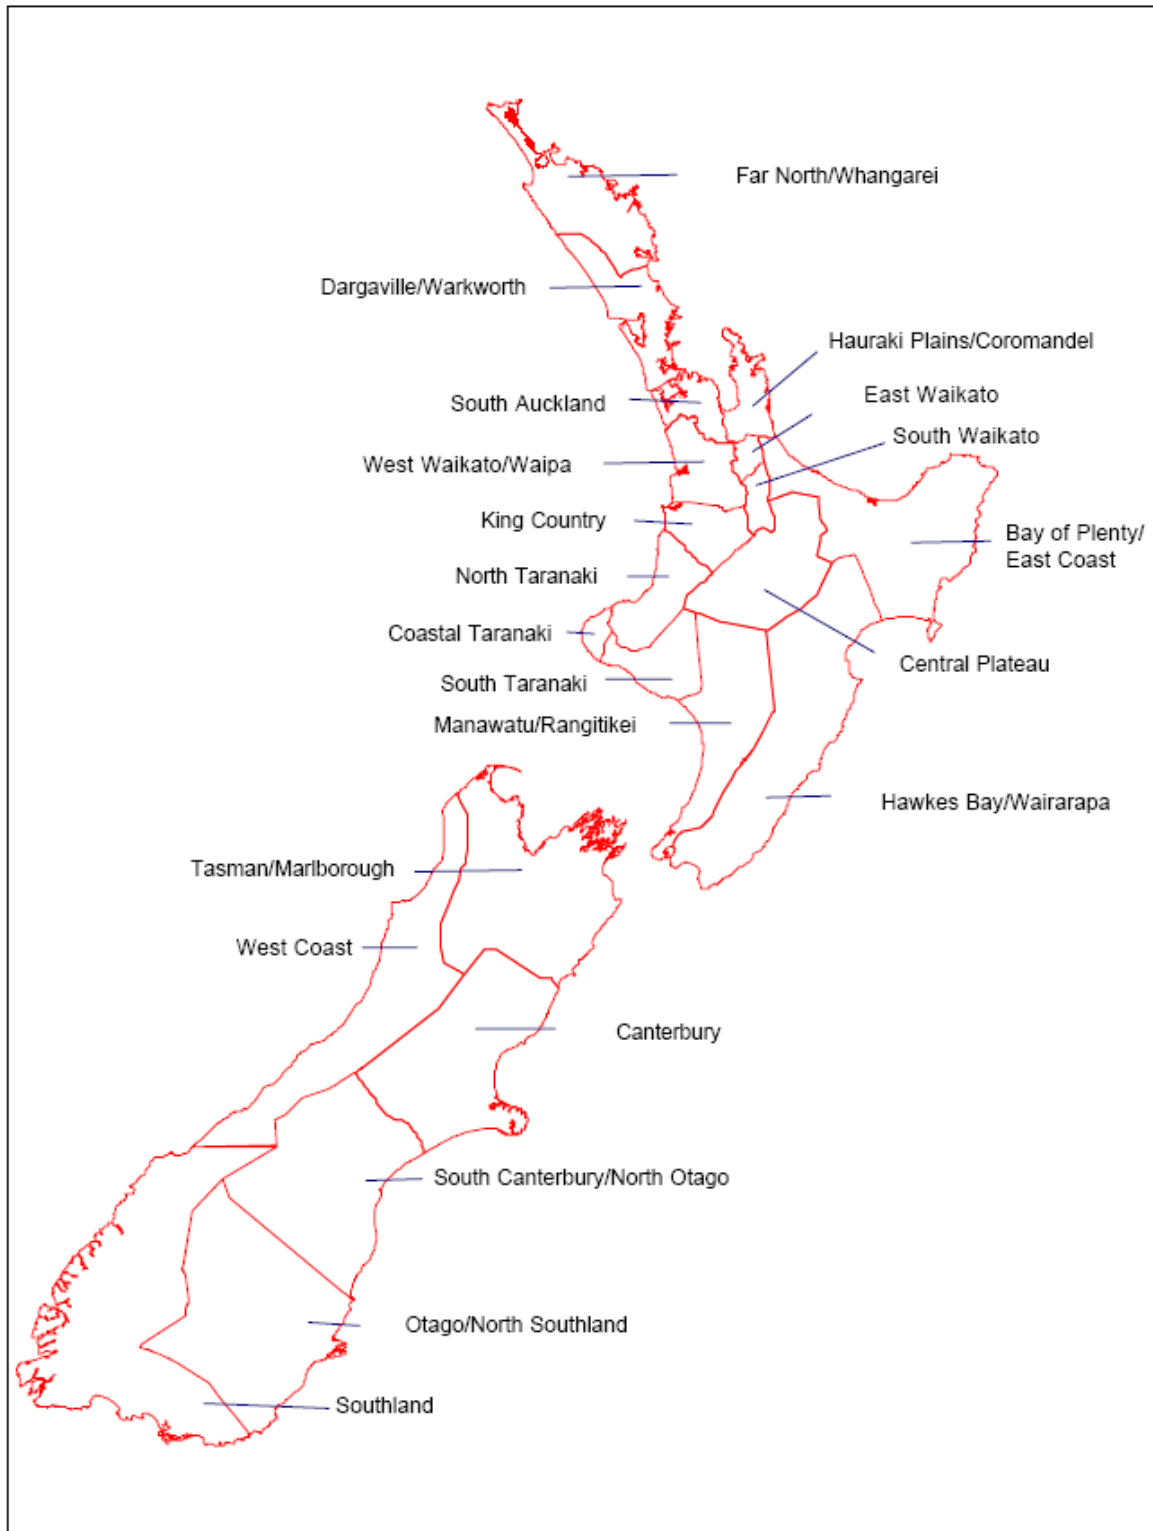 Far North/Whangarei
Dargaville/Warkworth
Hauraki Plains/Coromandel
East Waikato
South Auckland
South Waikato
West Waikato/Waipa
King Country
Bay of Plenty/
East Coast
North Taranaki
Coastal Taranaki
Central Plateau
South Taranaki
Manawatu/Rangitikei
Hawkes Bay/Wairarapa
Tasman/Marlborough
West Coast
Canterbury
South Canterbury/North Otago
Otago/North Southland
Southland